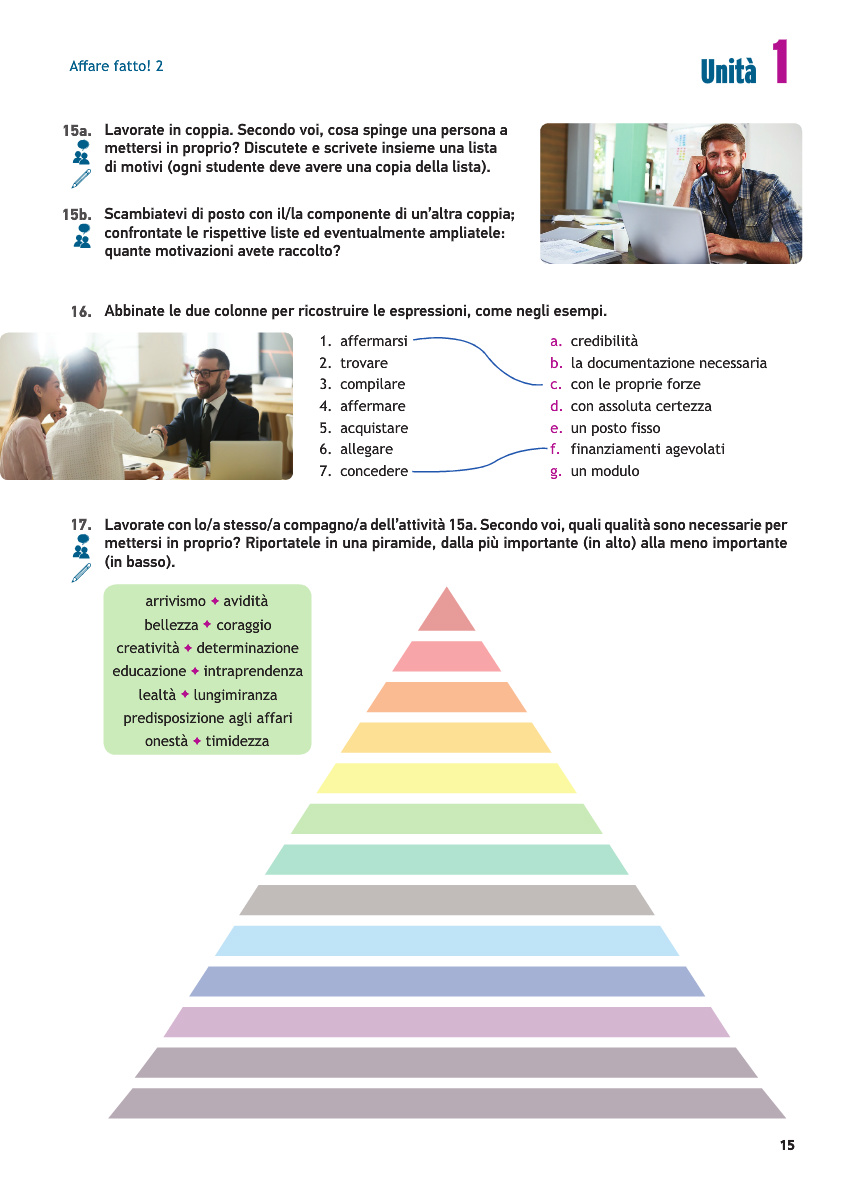 Affare fatto! 2
Unità 1
15a. Lavorate in coppia. Secondo voi, cosa spinge una persona a
mettersi in proprio? Discutete e scrivete insieme una lista
di motivi (ogni studente deve avere una copia della lista).
15b. Scambiatevi di posto con il/la componente di un'altra coppia;
confrontate le rispettive liste ed eventualmente ampliatele:
quante motivazioni avete raccolto?
16. Abbinate le due colonne per ricostruire le espressioni, come negli esempi.
1. affermarsi
2. trovare
3. compilare
4. affermare
5. acquistare
6. allegare
7. concedere
a. credibilità
b. la documentazione necessaria
c. con le proprie forze
d. con assoluta certezza
e. un posto fisso
f. finanziamenti agevolati
g. un modulo
17. Lavorate con lo/a stesso/a compagno/a dell'attività 15a. Secondo voi, quali qualità sono necessarie per
mettersi in proprio? Riportatele in una piramide, dalla più importante (in alto) alla meno importante
(in basso).
arrivismo ✦ avidità
bellezza ✦ coraggio
creatività ✦ determinazione
educazione ✦ intraprendenza
lealtà ✦ lungimiranza
predisposizione agli affari
onestà ✦ timidezza
15